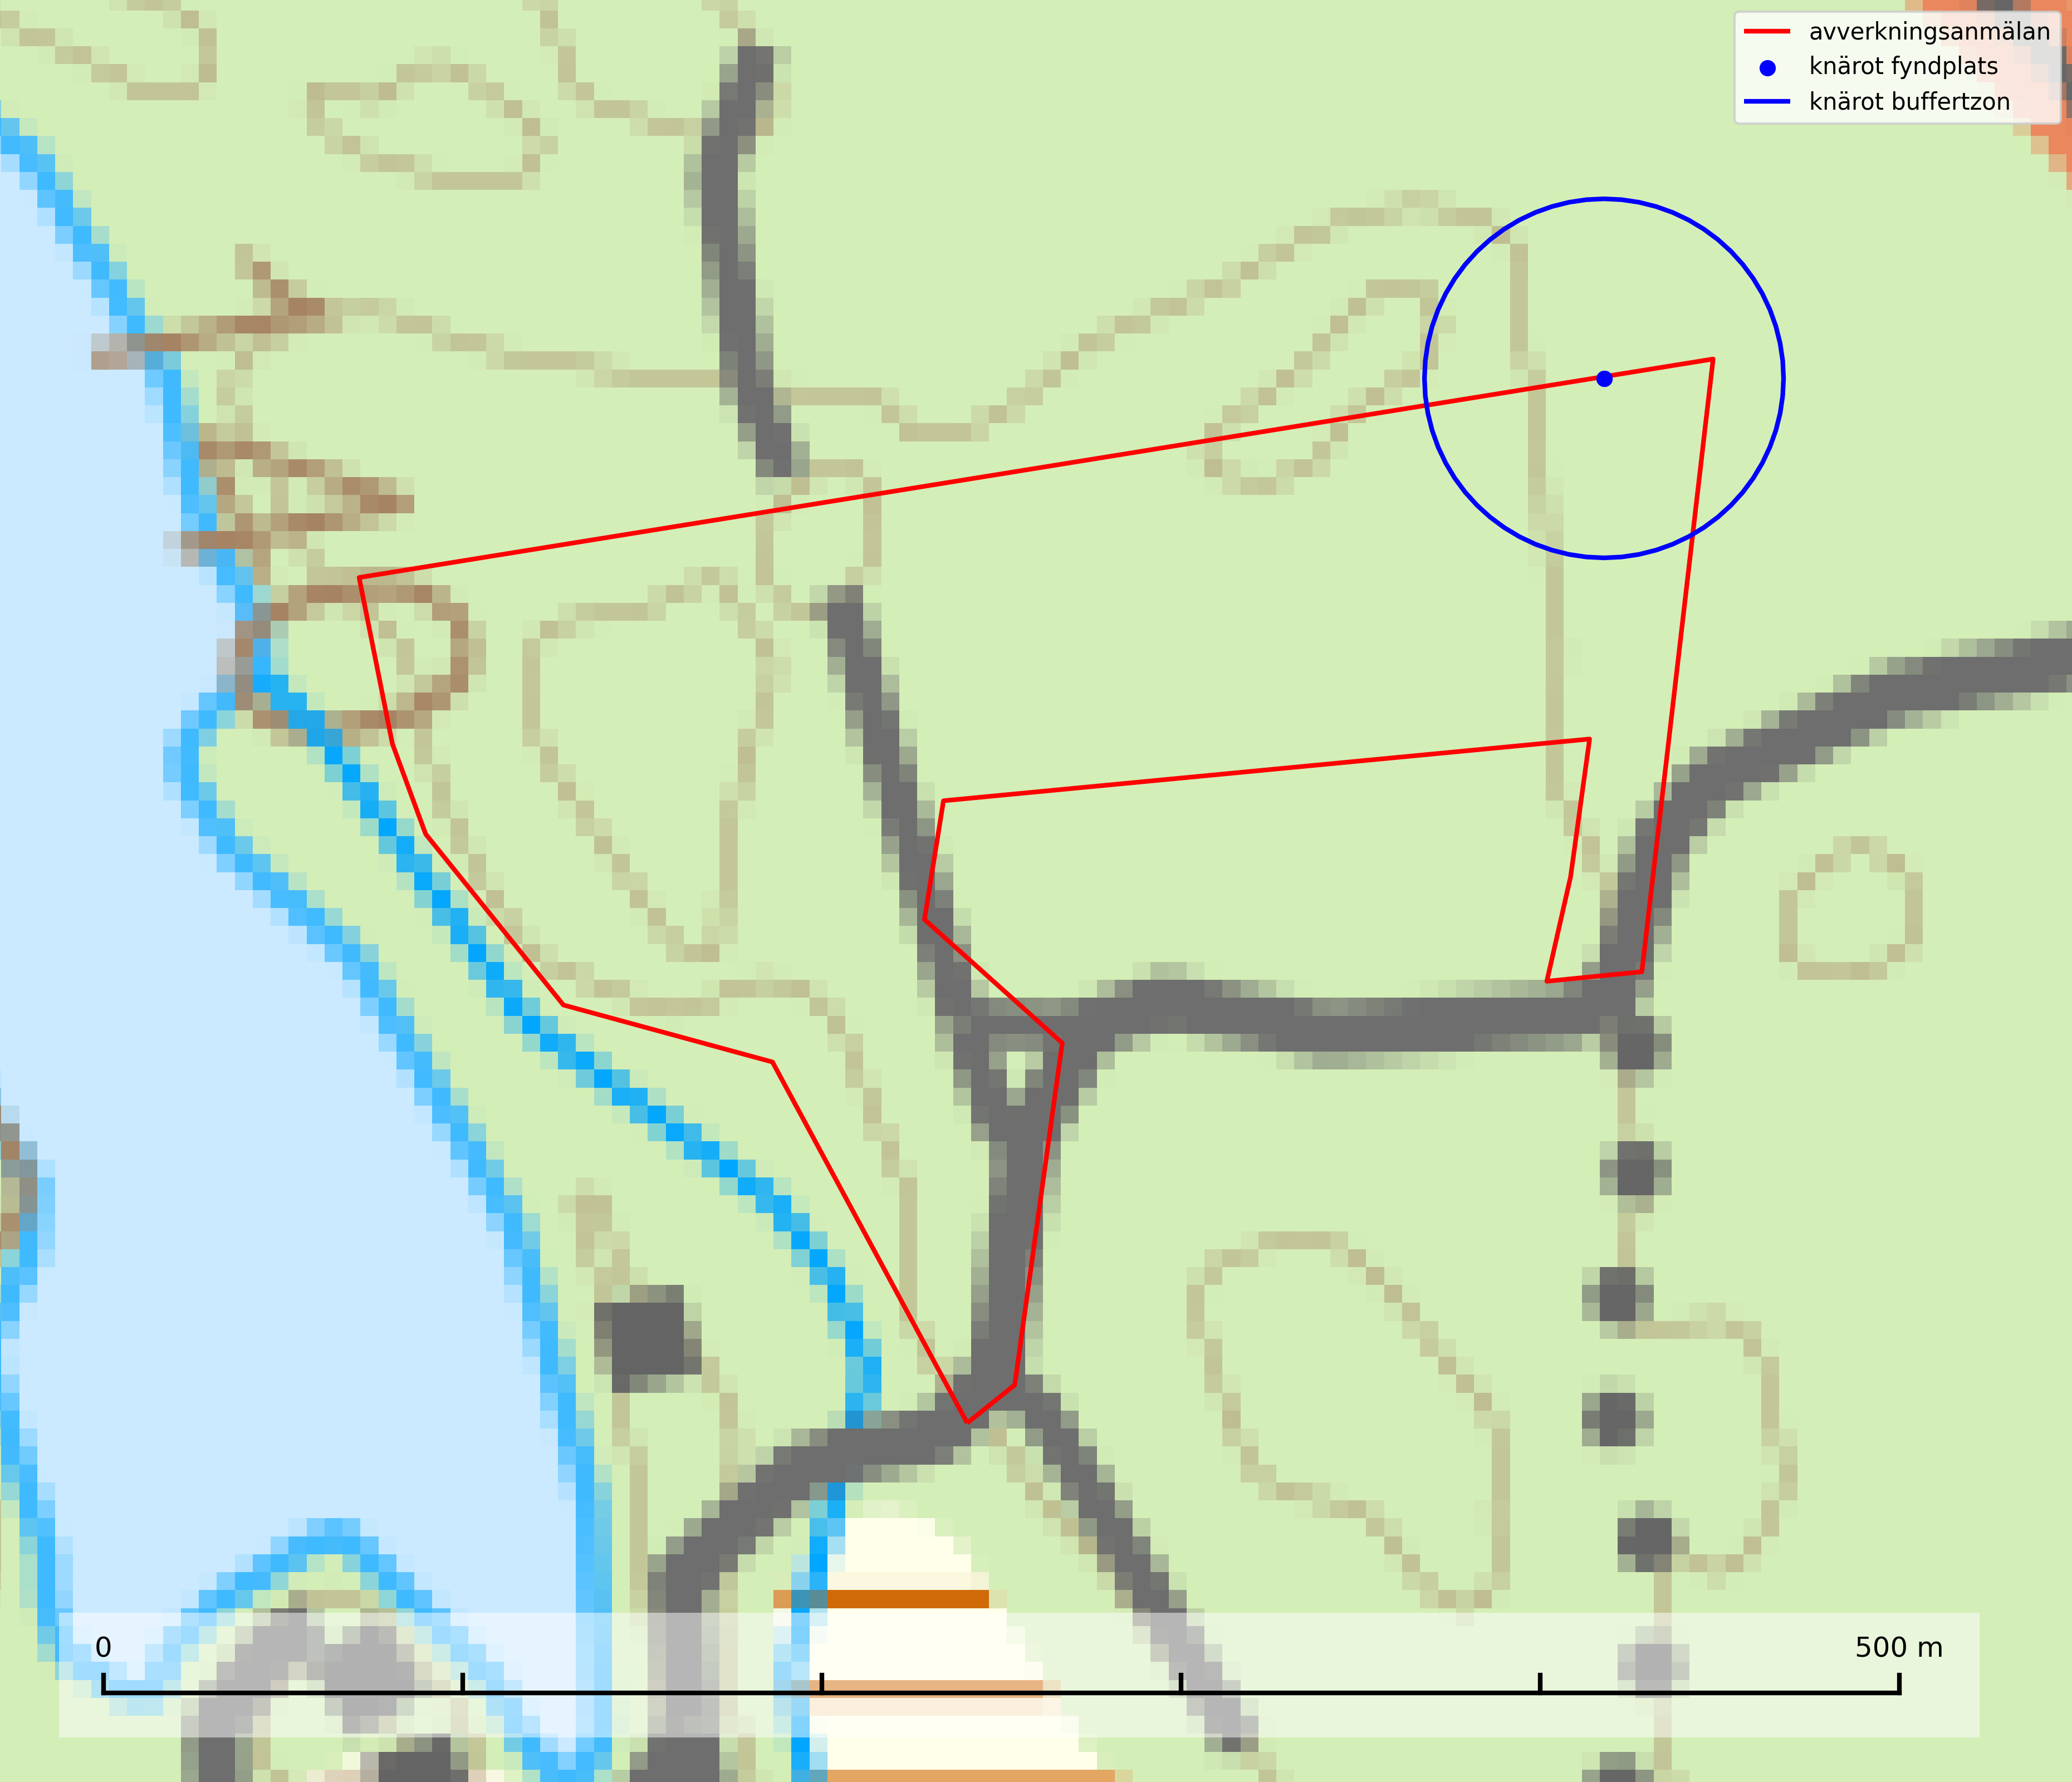 avverkningsanmälan
knärot fyndplats
knärot buffertzon
0 500 m